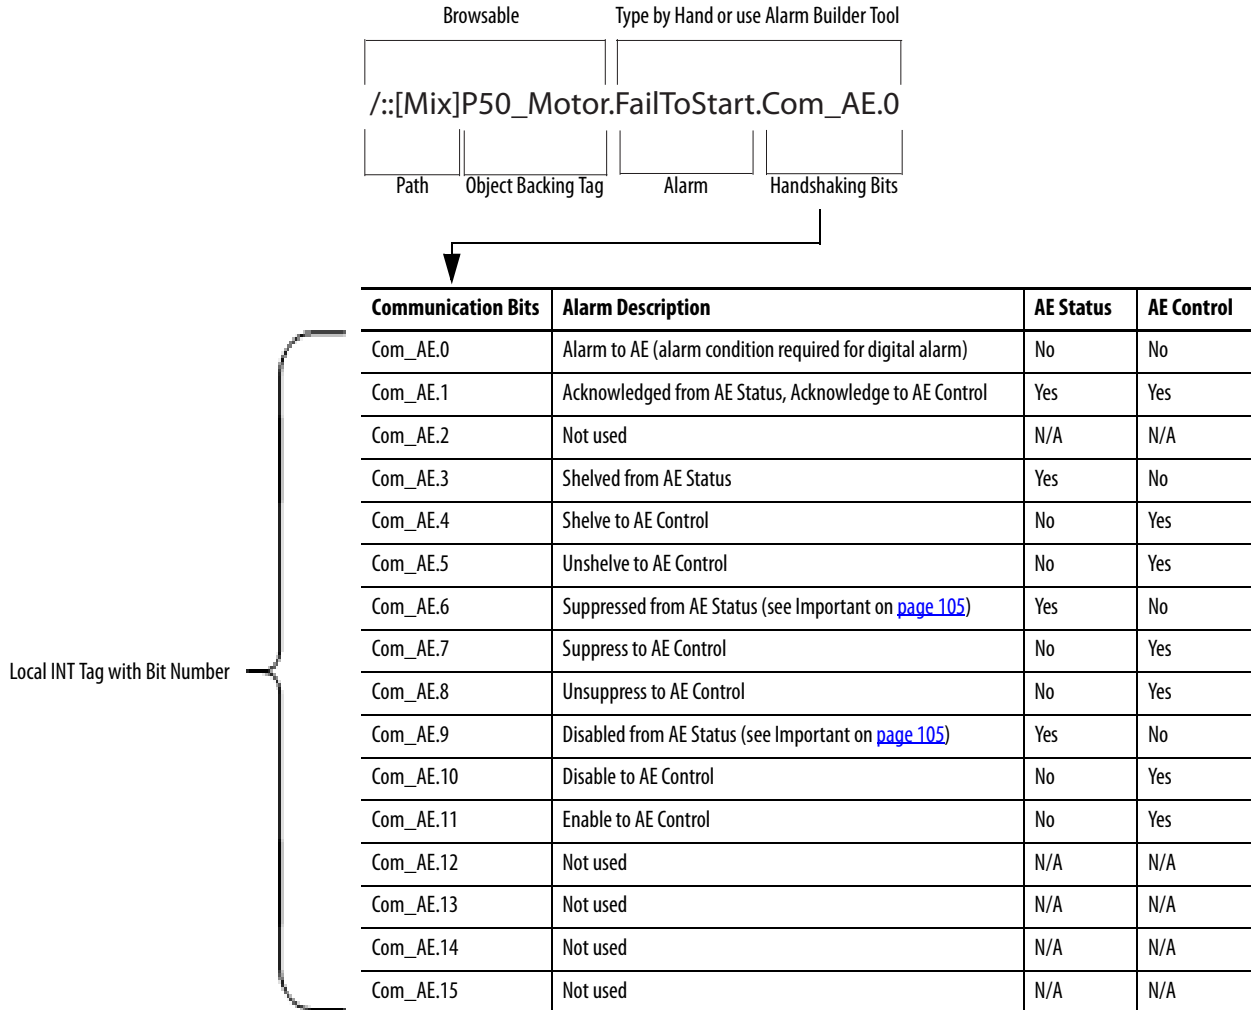 Browsable Type by Hand or use Alarm Builder Tool
/::[Mix]P50_Motor.FailToStart.Com_AE.0
Path Object Backing Tag Alarm Handshaking Bits
Communication Bits Alarm Description AE Status AE Control
Com_AE.0 Alarm to AE (alarm condition required for digital alarm) No No
Com_AE.1 Acknowledged from AE Status, Acknowledge to AE Control Yes Yes
Com_AE.2 Not used N/A N/A
Com_AE.3 Shelved from AE Status Yes No
Com_AE.4 Shelve to AE Control No Yes
Com_AE.5 Unshelve to AE Control No Yes
Com_AE.6 Suppressed from AE Status (see Important on page 105) Yes No
Local INT Tag with Bit Number
Com_AE.7 Suppress to AE Control No Yes
Com_AE.8 Unsuppress to AE Control No Yes
Com_AE.9 Disabled from AE Status (see Important on page 105) Yes No
Com_AE.10 Disable to AE Control No Yes
Com_AE.11 Enable to AE Control No Yes
Com_AE.12 Not used N/A N/A
Com_AE.13 Not used N/A N/A
Com_AE.14 Not used N/A N/A
Com_AE.15 Not used N/A N/A